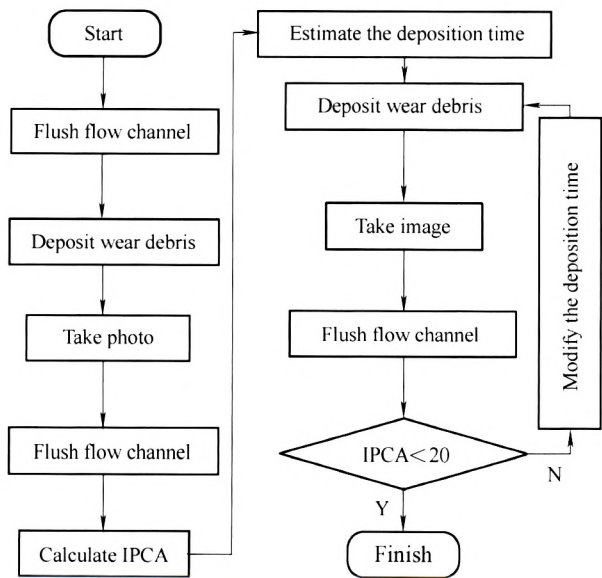 Start
Flush flow channel
Deposit wear debris
Take photo
Flush flow channel
Calculate IPCA
Estimate the deposition time
Deposit wear debris
Take image
Flush flow channel
IPCA<20
N
Y
Finish
Modify the deposition time